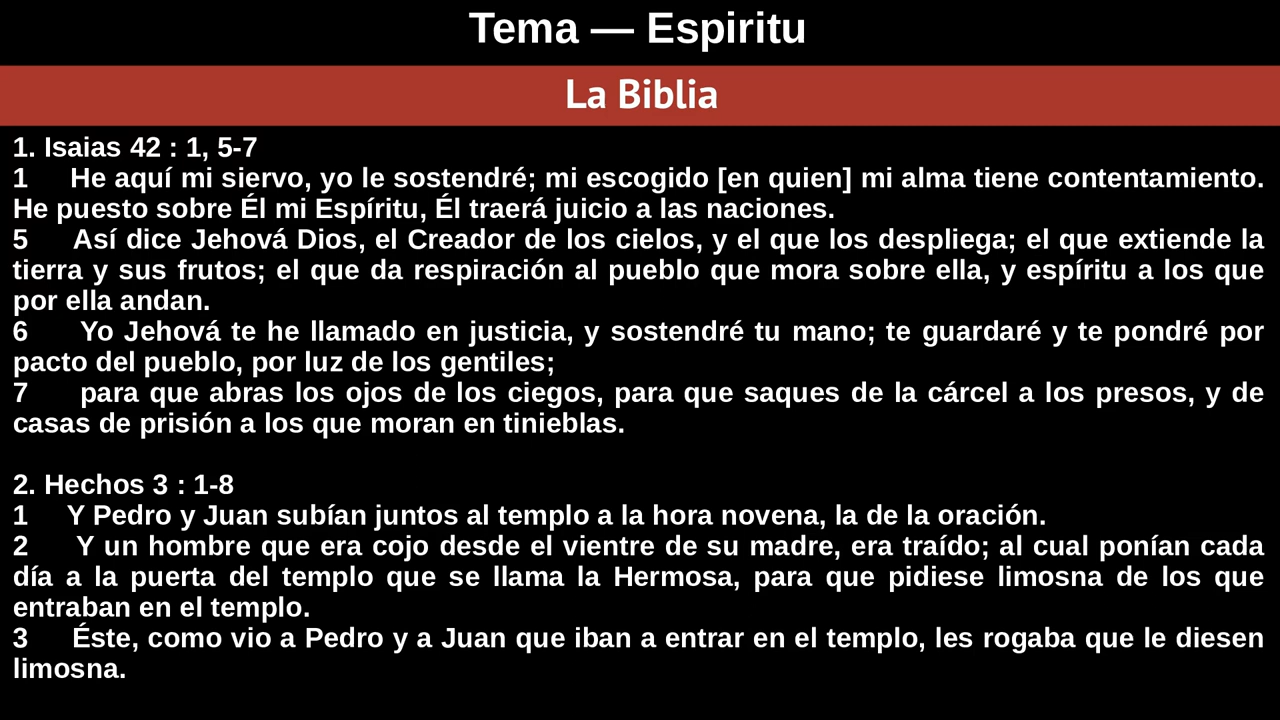 Tema — Espiritu
La Biblia
1. Isaias 42 : 1, 5-7
1 He aquí mi siervo, yo le sostendré; mi escogido [en quien] mi alma tiene contentamiento.
He puesto sobre Él mi Espíritu, Él traerá juicio a las naciones.
5 Así dice Jehová Dios, el Creador de los cielos, y el que los despliega; el que extiende la
tierra y sus frutos; el que da respiración al pueblo que mora sobre ella, y espíritu a los que
por ella andan.
6 Yo Jehová te he llamado en justicia, y sostendré tu mano; te guardaré y te pondré por
pacto del pueblo, por luz de los gentiles;
7 para que abras los ojos de los ciegos, para que saques de la cárcel a los presos, y de
casas de prisión a los que moran en tinieblas.
2. Hechos 3 : 1-8
1 Y Pedro y Juan subían juntos al templo a la hora novena, la de la oración.
2 Y un hombre que era cojo desde el vientre de su madre, era traído; al cual ponían cada
día a la puerta del templo que se llama la Hermosa, para que pidiese limosna de los que
entraban en el templo.
3 Éste, como vio a Pedro y a Juan que iban a entrar en el templo, les rogaba que le diesen
limosna.